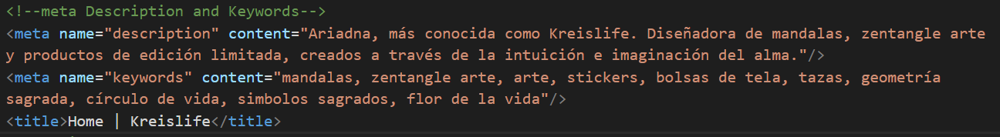 <!--meta Description and Keywords-->
<meta name="description" content="Ariadna, más conocida como Kreislife. Diseñadora de mandalas, zentangle arte
y productos de edición limitada, creados a través de la intuición e imaginación del alma."/>
<meta name="keywords" content="mandalas, zentangle arte, arte, stickers, bolsas de tela, tazas, geometría
sagrada, círculo de vida, simbolos sagrados, flor de la vida"/>
<title>Home | Kreislife</title>